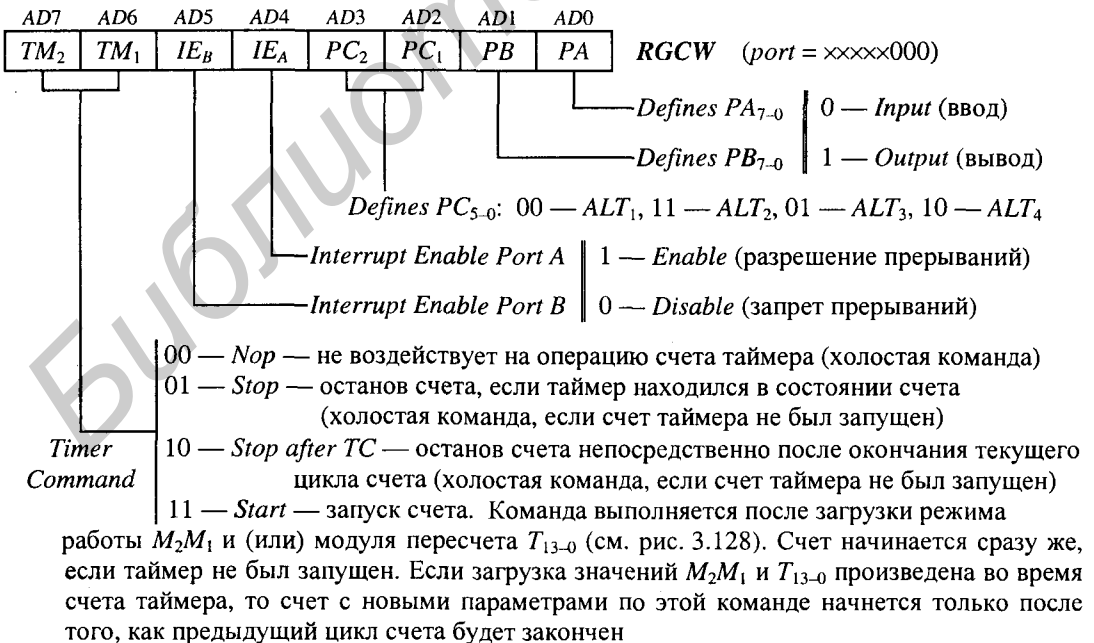 AD7 AD6 AD5 AD4 AD3 AD2 AD1 AD0
TM₂ TM₁ IE_B IE_A PC₂ PC₁ PB PA RGCW (port = xxxxx000)
Defines PA₇₋₀ 0 — Input (ввод)
Defines PB₇₋₀ 1 — Output (вывод)
Defines PC₅₋₀: 00 — ALT₁, 11 — ALT₂, 01 — ALT₃, 10 — ALT₄
Interrupt Enable Port A 1 — Enable (разрешение прерываний)
Interrupt Enable Port B 0 — Disable (запрет прерываний)
00 — Nop — не воздействует на операцию счета таймера (холостая команда)
01 — Stop — останов счета, если таймер находился в состоянии счета
(холостая команда, если счет таймера не был запущен)
Timer Command
10 — Stop after TC — останов счета непосредственно после окончания текущего
цикла счета (холостая команда, если счет таймера не был запущен)
11 — Start — запуск счета. Команда выполняется после загрузки режима
работы M₂M₁ и (или) модуля пересчета T₁₃₋₀ (см. рис. 3.128). Счет начинается сразу же,
если таймер не был запущен. Если загрузка значений M₂M₁ и T₁₃₋₀ произведена во время
счета таймера, то счет с новыми параметрами по этой команде начнется только после
того, как предыдущий цикл счета будет закончен
Библиот